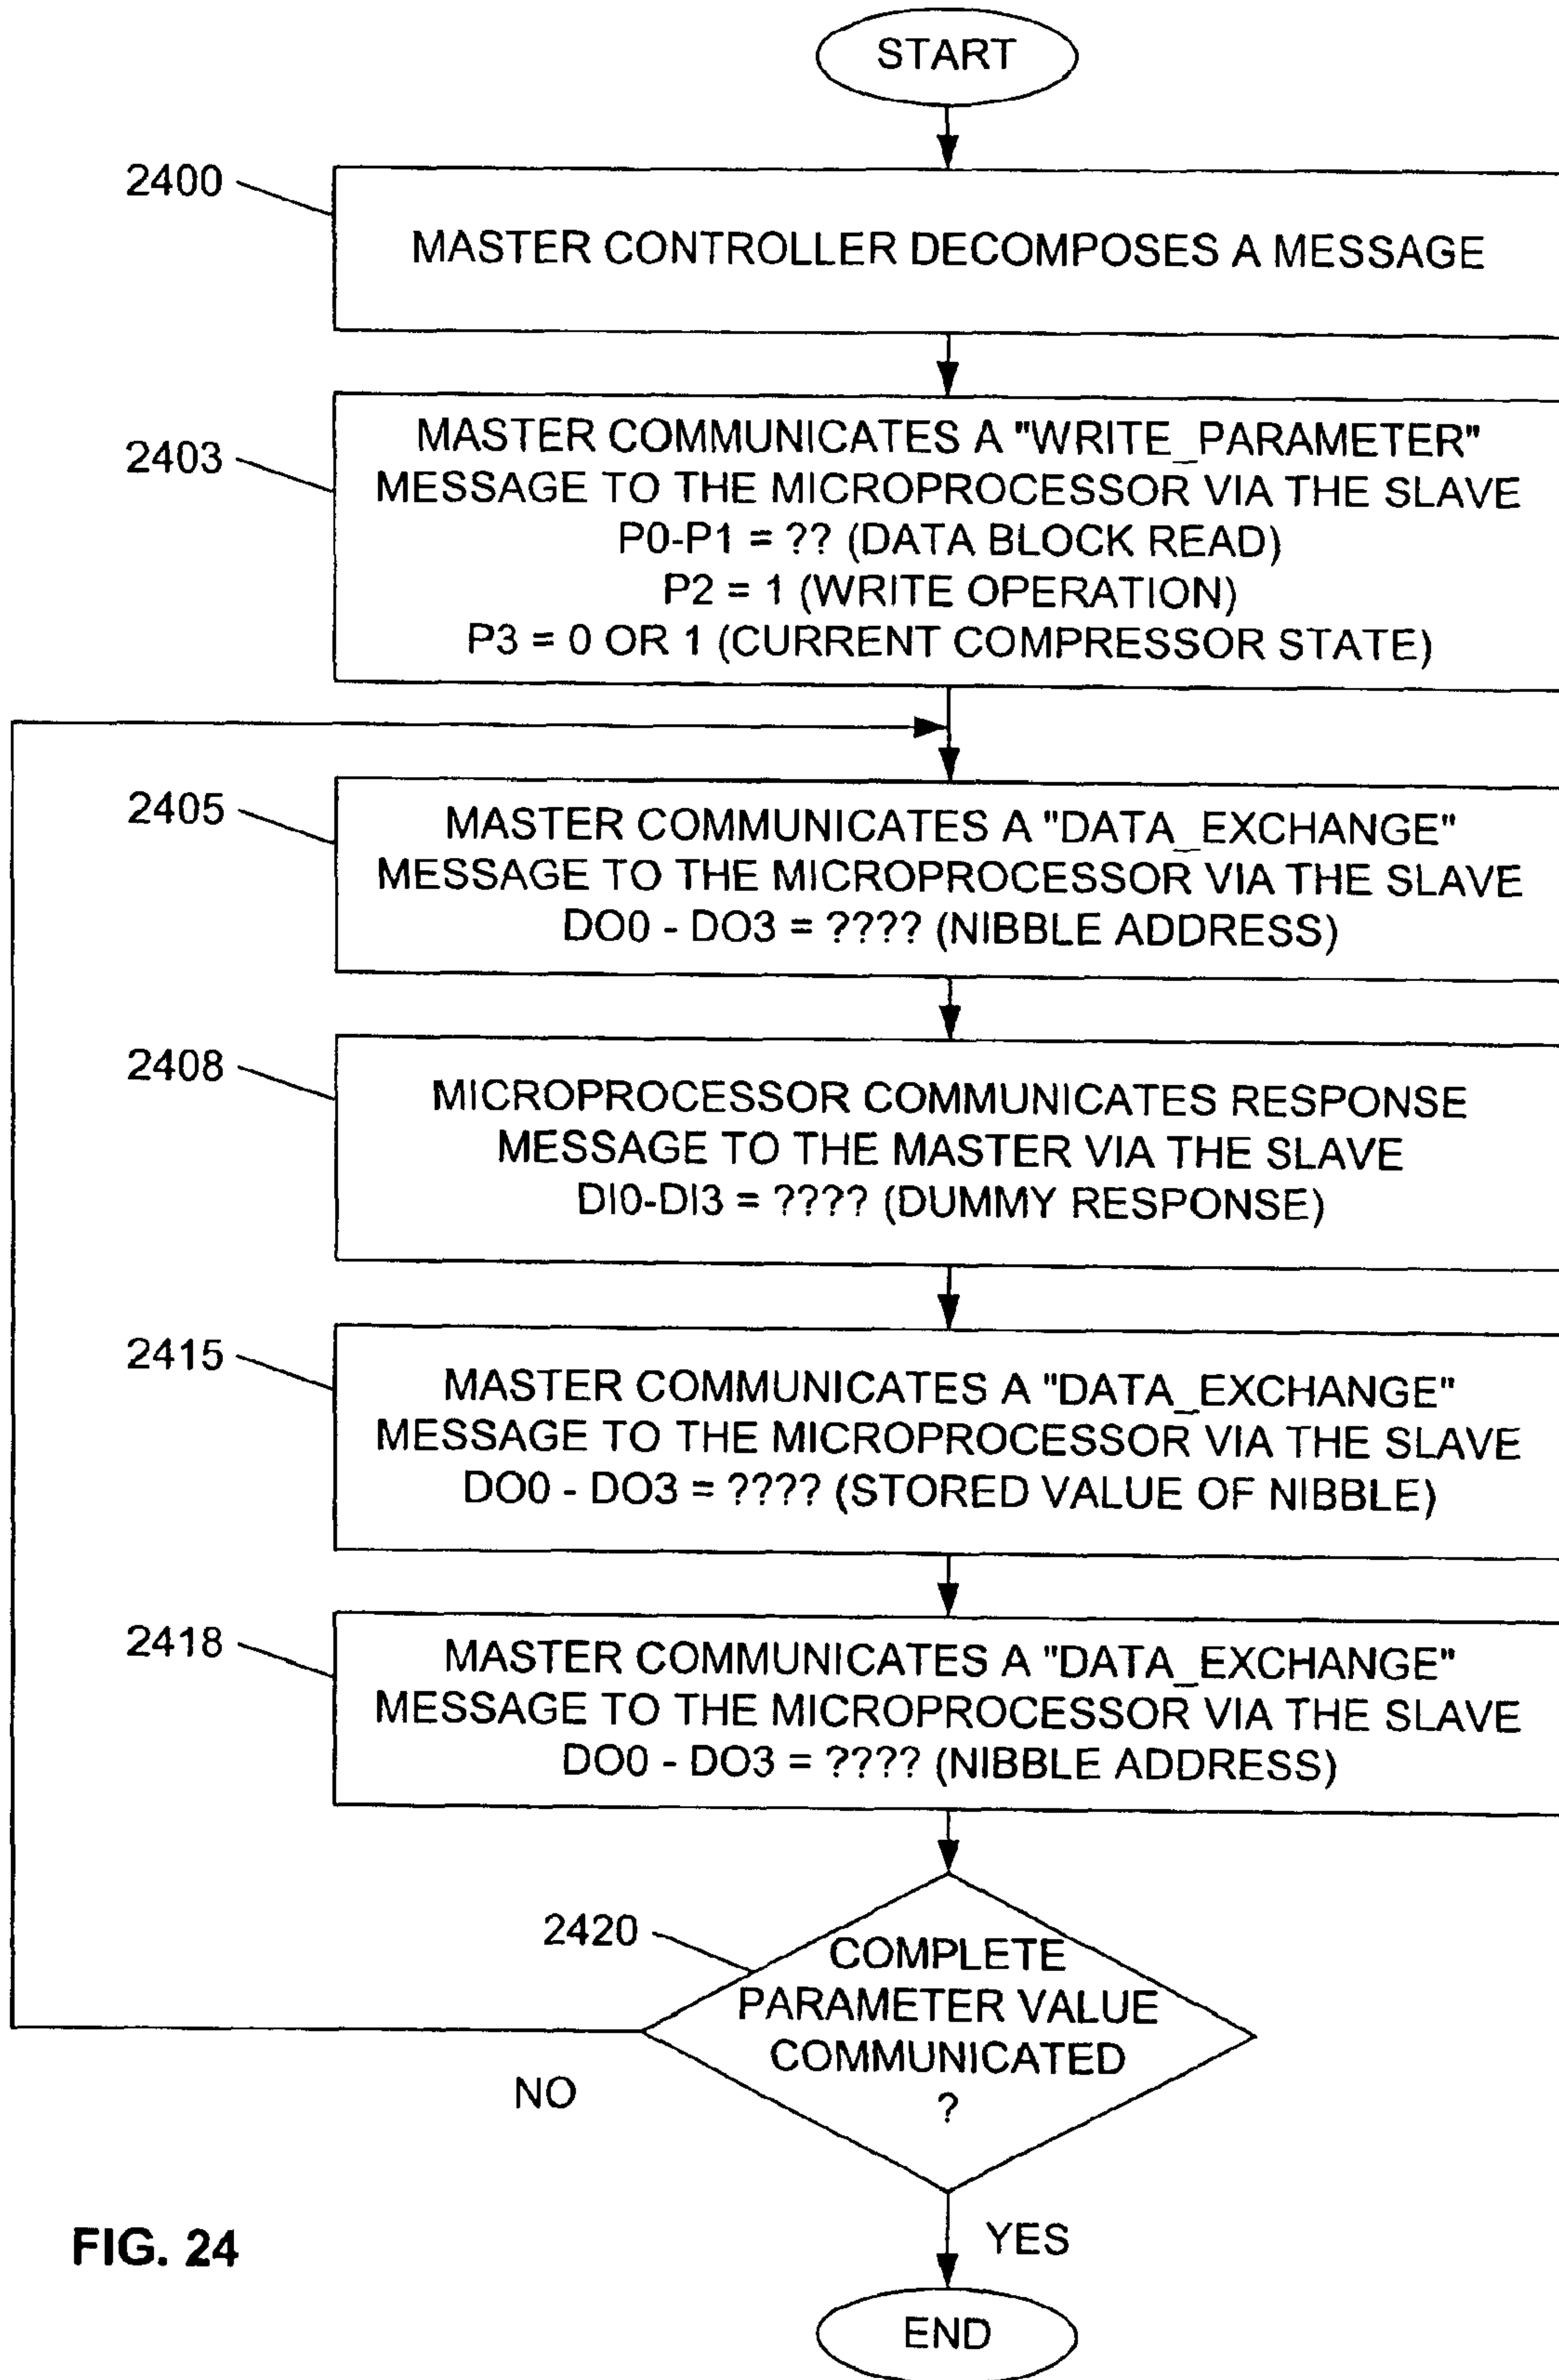 START
2400
MASTER CONTROLLER DECOMPOSES A MESSAGE
2403
MASTER COMMUNICATES A "WRITE_PARAMETER"
MESSAGE TO THE MICROPROCESSOR VIA THE SLAVE
P0-P1 = ?? (DATA BLOCK READ)
P2 = 1 (WRITE OPERATION)
P3 = 0 OR 1 (CURRENT COMPRESSOR STATE)
2405
MASTER COMMUNICATES A "DATA_EXCHANGE"
MESSAGE TO THE MICROPROCESSOR VIA THE SLAVE
DO0 - DO3 = ???? (NIBBLE ADDRESS)
2408
MICROPROCESSOR COMMUNICATES RESPONSE
MESSAGE TO THE MASTER VIA THE SLAVE
DI0-DI3 = ???? (DUMMY RESPONSE)
2415
MASTER COMMUNICATES A "DATA_EXCHANGE"
MESSAGE TO THE MICROPROCESSOR VIA THE SLAVE
DO0 - DO3 = ???? (STORED VALUE OF NIBBLE)
2418
MASTER COMMUNICATES A "DATA_EXCHANGE"
MESSAGE TO THE MICROPROCESSOR VIA THE SLAVE
DO0 - DO3 = ???? (NIBBLE ADDRESS)
2420
COMPLETE
PARAMETER VALUE
COMMUNICATED
?
NO
YES
FIG. 24
END